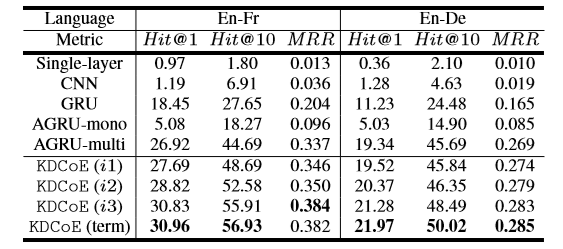 Language En-Fr En-De
Metric Hit@1 Hit@10 MRR Hit@1 Hit@10 MRR
Single-layer 0.97 1.80 0.013 0.36 2.10 0.010
CNN 1.19 6.91 0.036 1.28 4.63 0.019
GRU 18.45 27.65 0.204 11.23 24.48 0.165
AGRU-mono 5.08 18.27 0.096 5.03 14.90 0.085
AGRU-multi 26.92 44.69 0.337 19.34 45.69 0.269
KDCoE (i1) 27.69 48.69 0.346 19.52 45.84 0.274
KDCoE (i2) 28.82 52.58 0.350 20.37 46.35 0.279
KDCoE (i3) 30.83 55.91 0.384 21.28 48.49 0.283
KDCoE (term) 30.96 56.93 0.382 21.97 50.02 0.285